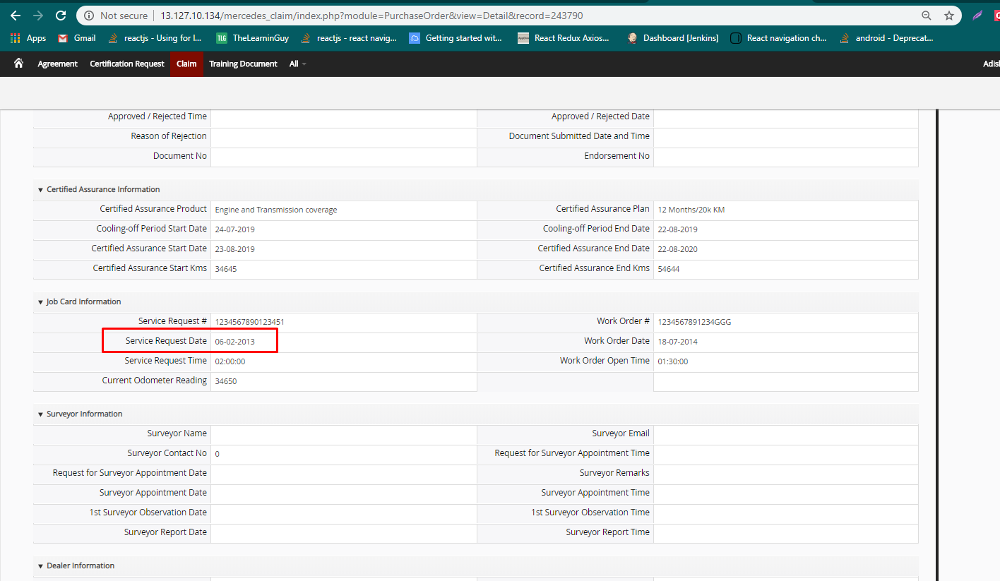 Not secure 13.127.10.134/mercedes_claim/index.php?module=PurchaseOrder&view=Detail&record=243790
Apps Gmail reactjs - Using for l... TLG TheLearnGuy reactjs - react navig... Getting started wit... React Redux Axios... Dashboard [Jenkins] React navigation ch... android - Deprecat...
Agreement Certification Request Claim Training Document All Adish
Approved / Rejected Time Approved / Rejected Date
Reason of Rejection Document Submitted Date and Time
Document No Endorsement No
Certified Assurance Information
Certified Assurance Product Engine and Transmission coverage Certified Assurance Plan 12 Months/20k KM
Cooling-off Period Start Date 24-07-2019 Cooling-off Period End Date 22-08-2019
Certified Assurance Start Date 23-08-2019 Certified Assurance End Date 22-08-2020
Certified Assurance Start Kms 34645 Certified Assurance End Kms 54644
Job Card Information
Service Request # 1234567890123451 Work Order # 1234567891234GGG
Service Request Date 06-02-2013 Work Order Date 18-07-2014
Service Request Time 02:00:00 Work Order Open Time 01:30:00
Current Odometer Reading 34650
Surveyor Information
Surveyor Name Surveyor Email
Surveyor Contact No 0 Request for Surveyor Appointment Time
Request for Surveyor Appointment Date Surveyor Remarks
Surveyor Appointment Date Surveyor Appointment Time
1st Surveyor Observation Date 1st Surveyor Observation Time
Surveyor Report Date Surveyor Report Time
Dealer Information